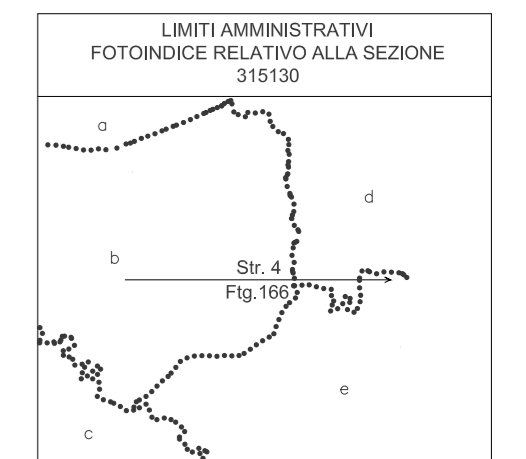 LIMITI AMMINISTRATIVI
FOTOINDICE RELATIVO ALLA SEZIONE
315130
a
d
b
Str. 4
Ftg.166
e
c